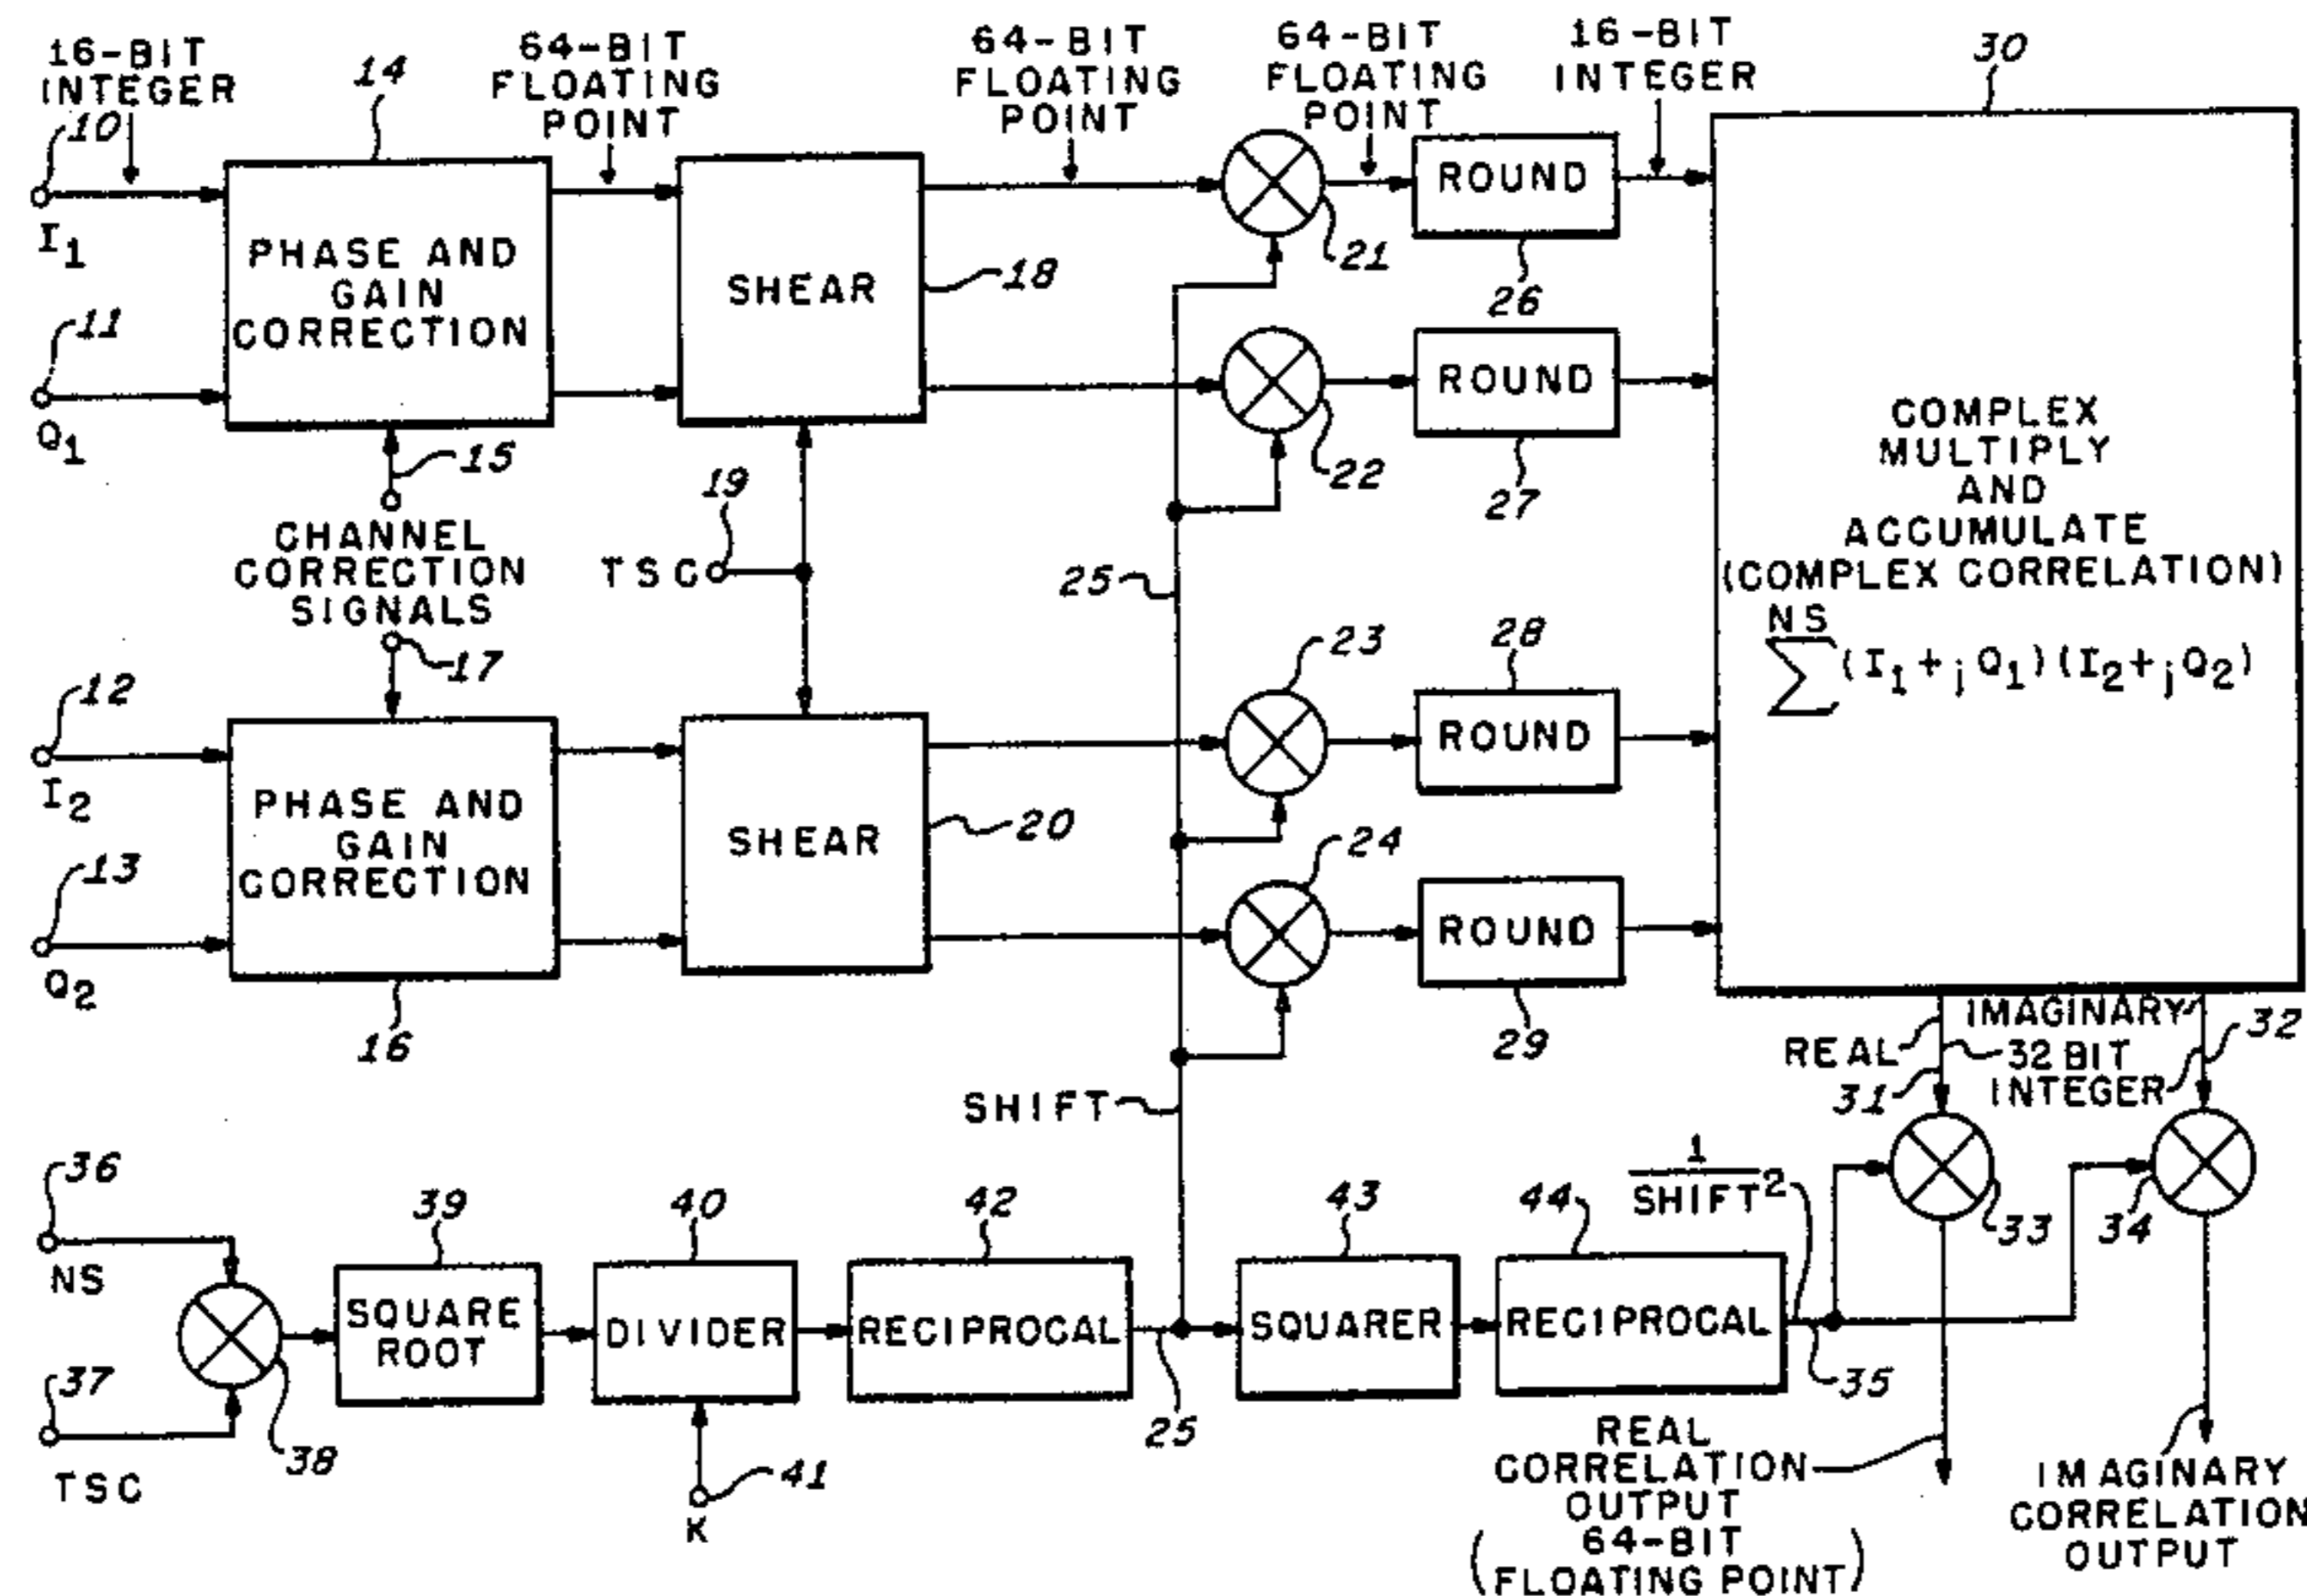 16-BIT
INTEGER
14
64-BIT
FLOATING
POINT
64-BIT
FLOATING
POINT
64-BIT
FLOATING
POINT
16-BIT
INTEGER
30
10
I1
PHASE AND
GAIN
CORRECTION
SHEAR
18
21
ROUND
26
11
Q1
15
CHANNEL
CORRECTION
SIGNALS
17
19
TSC
22
ROUND
27
25
COMPLEX
MULTIPLY
AND
ACCUMULATE
(COMPLEX CORRELATION)
NS
∑ (I1+jQ1)(I2+jQ2)
12
I2
PHASE AND
GAIN
CORRECTION
SHEAR
20
23
28
ROUND
13
Q2
16
24
ROUND
29
REAL
31
IMAGINARY
32 BIT
INTEGER
32
SHIFT
36
NS
37
TSC
38
39
SQUARE
ROOT
40
DIVIDER
41
K
42
RECIPROCAL
25
43
SQUARER
44
RECIPROCAL
1
SHIFT2
35
33
34
REAL
CORRELATION
OUTPUT
(64-BIT
FLOATING POINT)
IMAGINARY
CORRELATION
OUTPUT